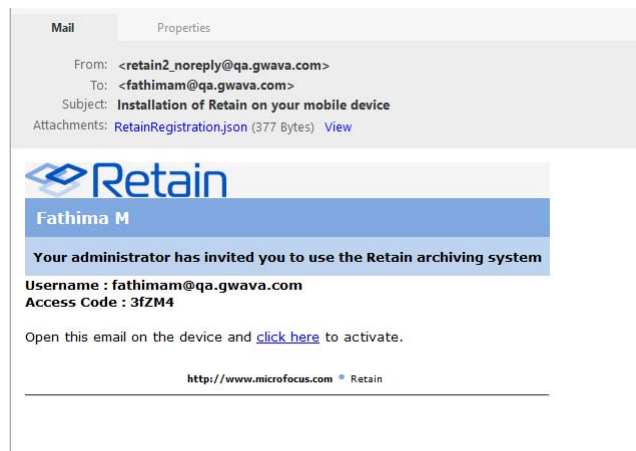 Mail Properties
From: <retain2_noreply@qa.gwava.com>
To: <fathimam@qa.gwava.com>
Subject: Installation of Retain on your mobile device
Attachments: RetainRegistration.json (377 Bytes) View
Retain
Fathima M
Your administrator has invited you to use the Retain archiving system
Username : fathimam@qa.gwava.com
Access Code : 3fZM4
Open this email on the device and click here to activate.
http://www.microfocus.com • Retain